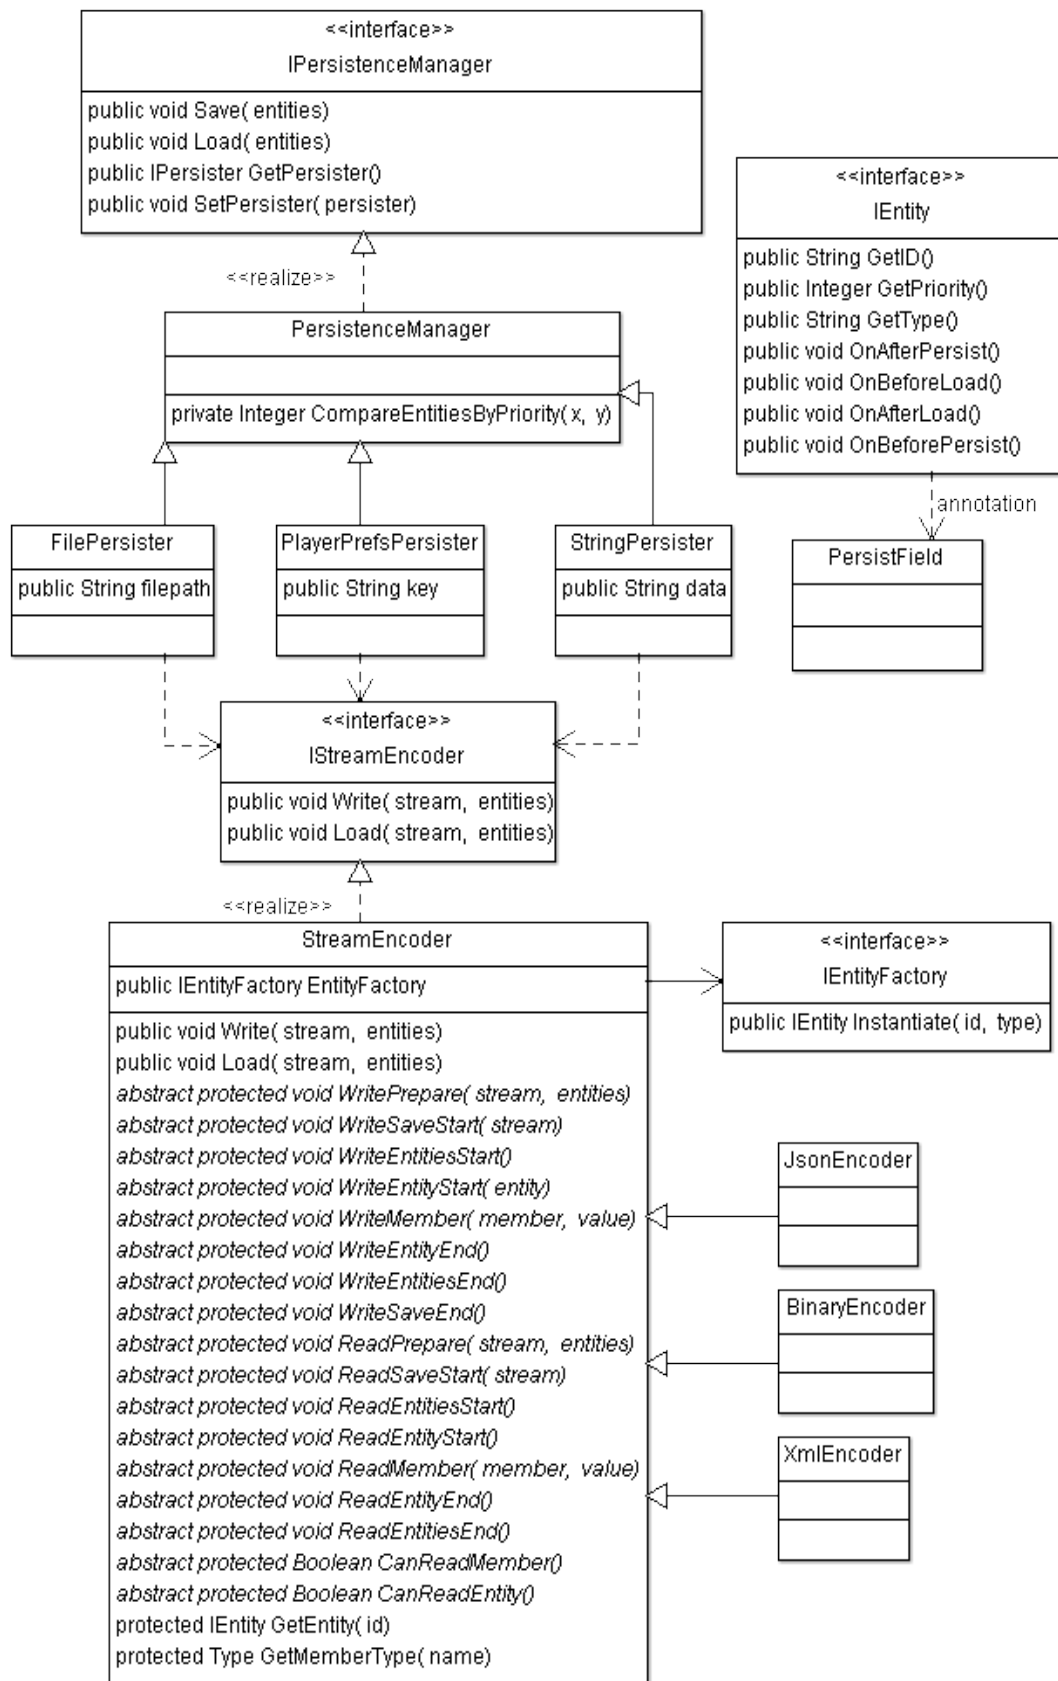 <<interface>>
IPersistenceManager
public void Save( entities)
public void Load( entities)
public IPersister GetPersister()
public void SetPersister( persister)
<<interface>>
IEntity
public String GetID()
public Integer GetPriority()
public String GetType()
public void OnAfterPersist()
public void OnBeforeLoad()
public void OnAfterLoad()
public void OnBeforePersist()
<<realize>>
PersistenceManager
private Integer CompareEntitiesByPriority( x, y)
annotation
FilePersister
public String filepath
PlayerPrefsPersister
public String key
StringPersister
public String data
PersistField
<<interface>>
IStreamEncoder
public void Write( stream, entities)
public void Load( stream, entities)
<<realize>>
StreamEncoder
public IEntityFactory EntityFactory
public void Write( stream, entities)
public void Load( stream, entities)
abstract protected void WritePrepare( stream, entities)
abstract protected void WriteSaveStart( stream)
abstract protected void WriteEntitiesStart()
abstract protected void WriteEntityStart( entity)
abstract protected void WriteMember( member, value)
abstract protected void WriteEntityEnd()
abstract protected void WriteEntitiesEnd()
abstract protected void WriteSaveEnd()
abstract protected void ReadPrepare( stream, entities)
abstract protected void ReadSaveStart( stream)
abstract protected void ReadEntitiesStart()
abstract protected void ReadEntityStart()
abstract protected void ReadMember( member, value)
abstract protected void ReadEntityEnd()
abstract protected void ReadEntitiesEnd()
abstract protected Boolean CanReadMember()
abstract protected Boolean CanReadEntity()
protected IEntity GetEntity( id)
protected Type GetMemberType( name)
<<interface>>
IEntityFactory
public IEntity Instantiate( id, type)
JsonEncoder
BinaryEncoder
XmlEncoder